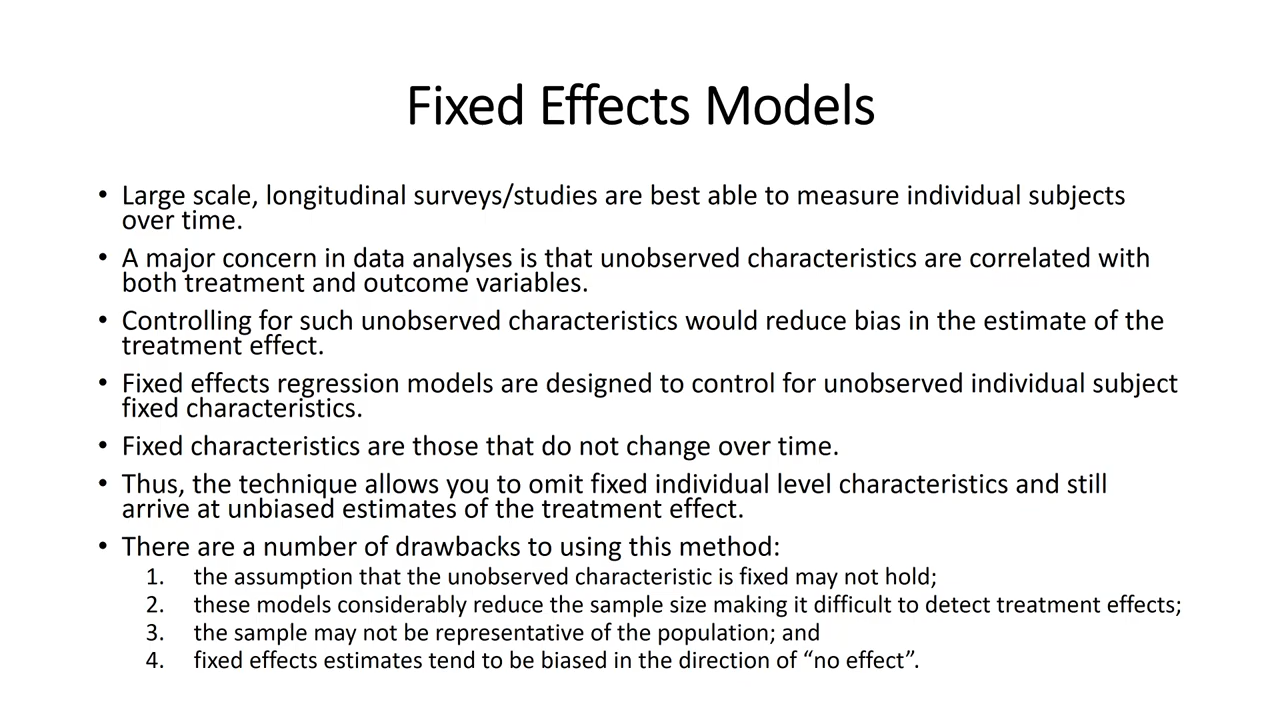 Fixed Effects Models
• Large scale, longitudinal surveys/studies are best able to measure individual subjects
over time.
• A major concern in data analyses is that unobserved characteristics are correlated with
both treatment and outcome variables.
• Controlling for such unobserved characteristics would reduce bias in the estimate of the
treatment effect.
• Fixed effects regression models are designed to control for unobserved individual subject
fixed characteristics.
• Fixed characteristics are those that do not change over time.
• Thus, the technique allows you to omit fixed individual level characteristics and still
arrive at unbiased estimates of the treatment effect.
• There are a number of drawbacks to using this method:
1. the assumption that the unobserved characteristic is fixed may not hold;
2. these models considerably reduce the sample size making it difficult to detect treatment effects;
3. the sample may not be representative of the population; and
4. fixed effects estimates tend to be biased in the direction of “no effect”.